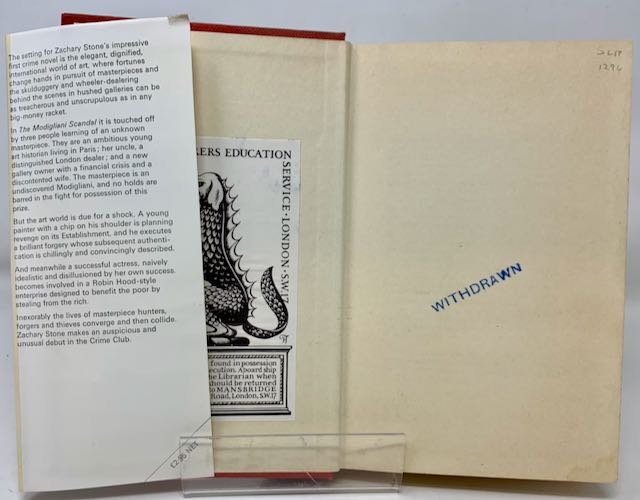 The setting for Zachary Stone's impressive
first crime novel is the elegant, dignified,
international world of art, where fortunes
change hands in pursuit of masterpieces and
the skulduggery and wheeler-dealering
behind the scenes in hushed galleries can be
as treacherous and unscrupulous as in any
big-money racket.
In The Modigliani Scandal it is touched off
by three people learning of an unknown
masterpiece. They are an ambitious young
art historian living in Paris; her uncle, a
distinguished London dealer; and a new
gallery owner with a financial crisis and a
discontented wife. The masterpiece is an
undiscovered Modigliani, and no holds are
barred in the fight for possession of this
prize.
But the art world is due for a shock. A young
painter with a chip on his shoulder is planning
revenge on its Establishment, and he executes
a brilliant forgery whose subsequent authenti-
cation is chillingly and convincingly described.
And meanwhile a successful actress, naively
idealistic and disillusioned by her own success,
becomes involved in a Robin Hood-style
enterprise designed to benefit the poor by
stealing from the rich.
Inexorably the lives of masterpiece hunters,
forgers and thieves converge and then collide.
Zachary Stone makes an auspicious and
unusual debut in the Crime Club.
£2·95 NET
RERS EDUCATION
SERVICE·LONDON·S.W.17
found in possession
ecution. Aboard ship
he Librarian when
should be returned
to MANSBRIDGE
Road, London, S.W.17
WITHDRAWN
SLIP
1296